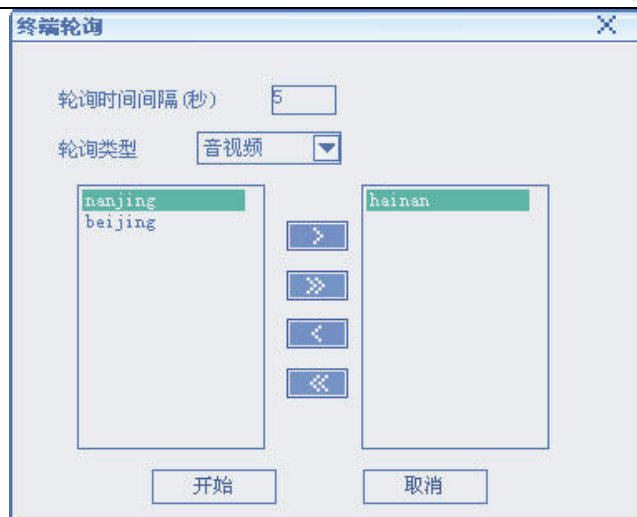 终端轮询
轮询时间间隔(秒) 5
轮询类型 音视频
nanjing
beijing
hainan
>
>>
<
<<
开始 取消